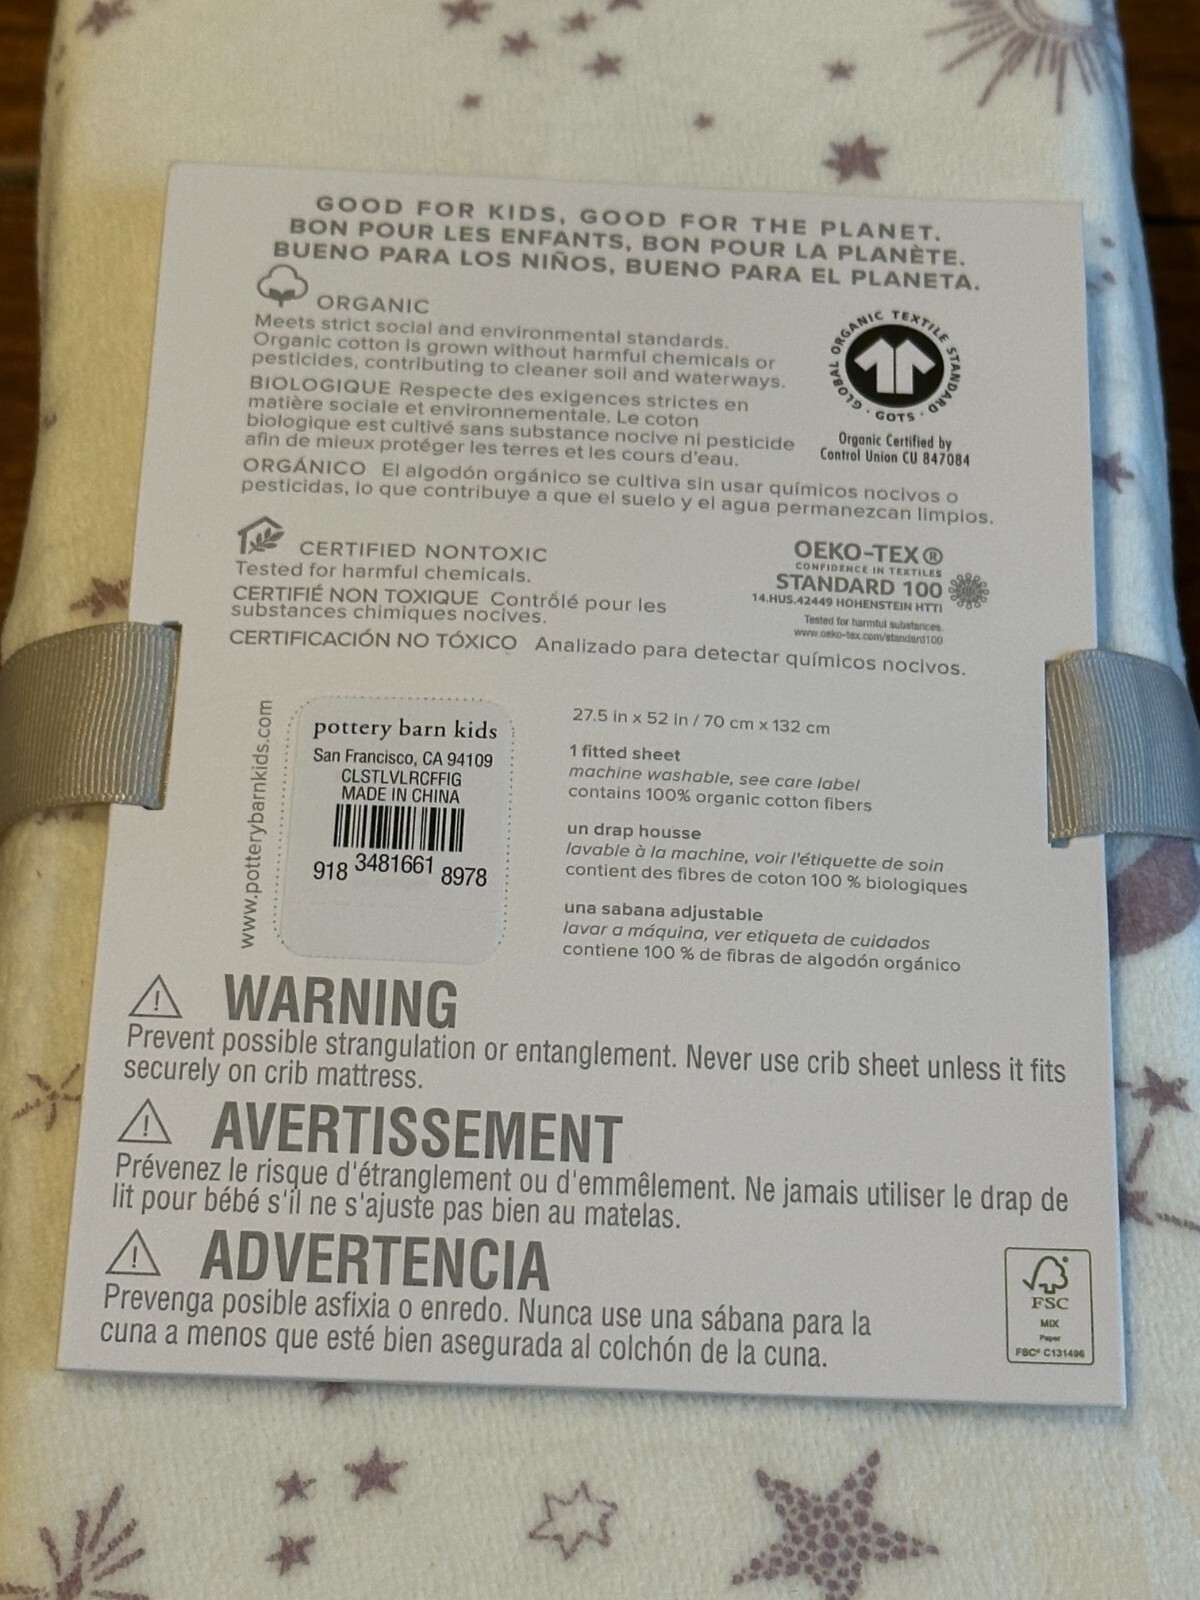 GOOD FOR KIDS, GOOD FOR THE PLANET.
BON POUR LES ENFANTS, BON POUR LA PLANÈTE.
BUENO PARA LOS NIÑOS, BUENO PARA EL PLANETA.
ORGANIC
Meets strict social and environmental standards.
Organic cotton is grown without harmful chemicals or
pesticides, contributing to cleaner soil and waterways.
BIOLOGIQUE Respecte des exigences strictes en
matière sociale et environnementale. Le coton
biologique est cultivé sans substance nocive ni pesticide
afin de mieux protéger les terres et les cours d'eau.
GLOBAL ORGANIC TEXTILE STANDARD · GOTS ·
Organic Certified by
Control Union CU 847084
ORGÁNICO El algodón orgánico se cultiva sin usar químicos nocivos o
pesticidas, lo que contribuye a que el suelo y el agua permanezcan limpios.
CERTIFIED NONTOXIC
Tested for harmful chemicals.
CERTIFIÉ NON TOXIQUE Contrôlé pour les
substances chimiques nocives.
OEKO-TEX®
CONFIDENCE IN TEXTILES
STANDARD 100
14.HUS.42449 HOHENSTEIN HTTI
Tested for harmful substances.
www.oeko-tex.com/standard100
CERTIFICACIÓN NO TÓXICO Analizado para detectar químicos nocivos.
www.potterybarnkids.com
pottery barn kids
San Francisco, CA 94109
CLSTLVLRCFFIG
MADE IN CHINA
918 34816618978
27.5 in x 52 in / 70 cm x 132 cm
1 fitted sheet
machine washable, see care label
contains 100% organic cotton fibers
un drap housse
lavable à la machine, voir l'étiquette de soin
contient des fibres de coton 100 % biologiques
una sabana adjustable
lavar a máquina, ver etiqueta de cuidados
contiene 100 % de fibras de algodón orgánico
WARNING
Prevent possible strangulation or entanglement. Never use crib sheet unless it fits
securely on crib mattress.
AVERTISSEMENT
Prévenez le risque d'étranglement ou d'emmêlement. Ne jamais utiliser le drap de
lit pour bébé s'il ne s'ajuste pas bien au matelas.
ADVERTENCIA
Prevenga posible asfixia o enredo. Nunca use una sábana para la
cuna a menos que esté bien asegurada al colchón de la cuna.
FSC
MIX
Paper
FSC® C131496